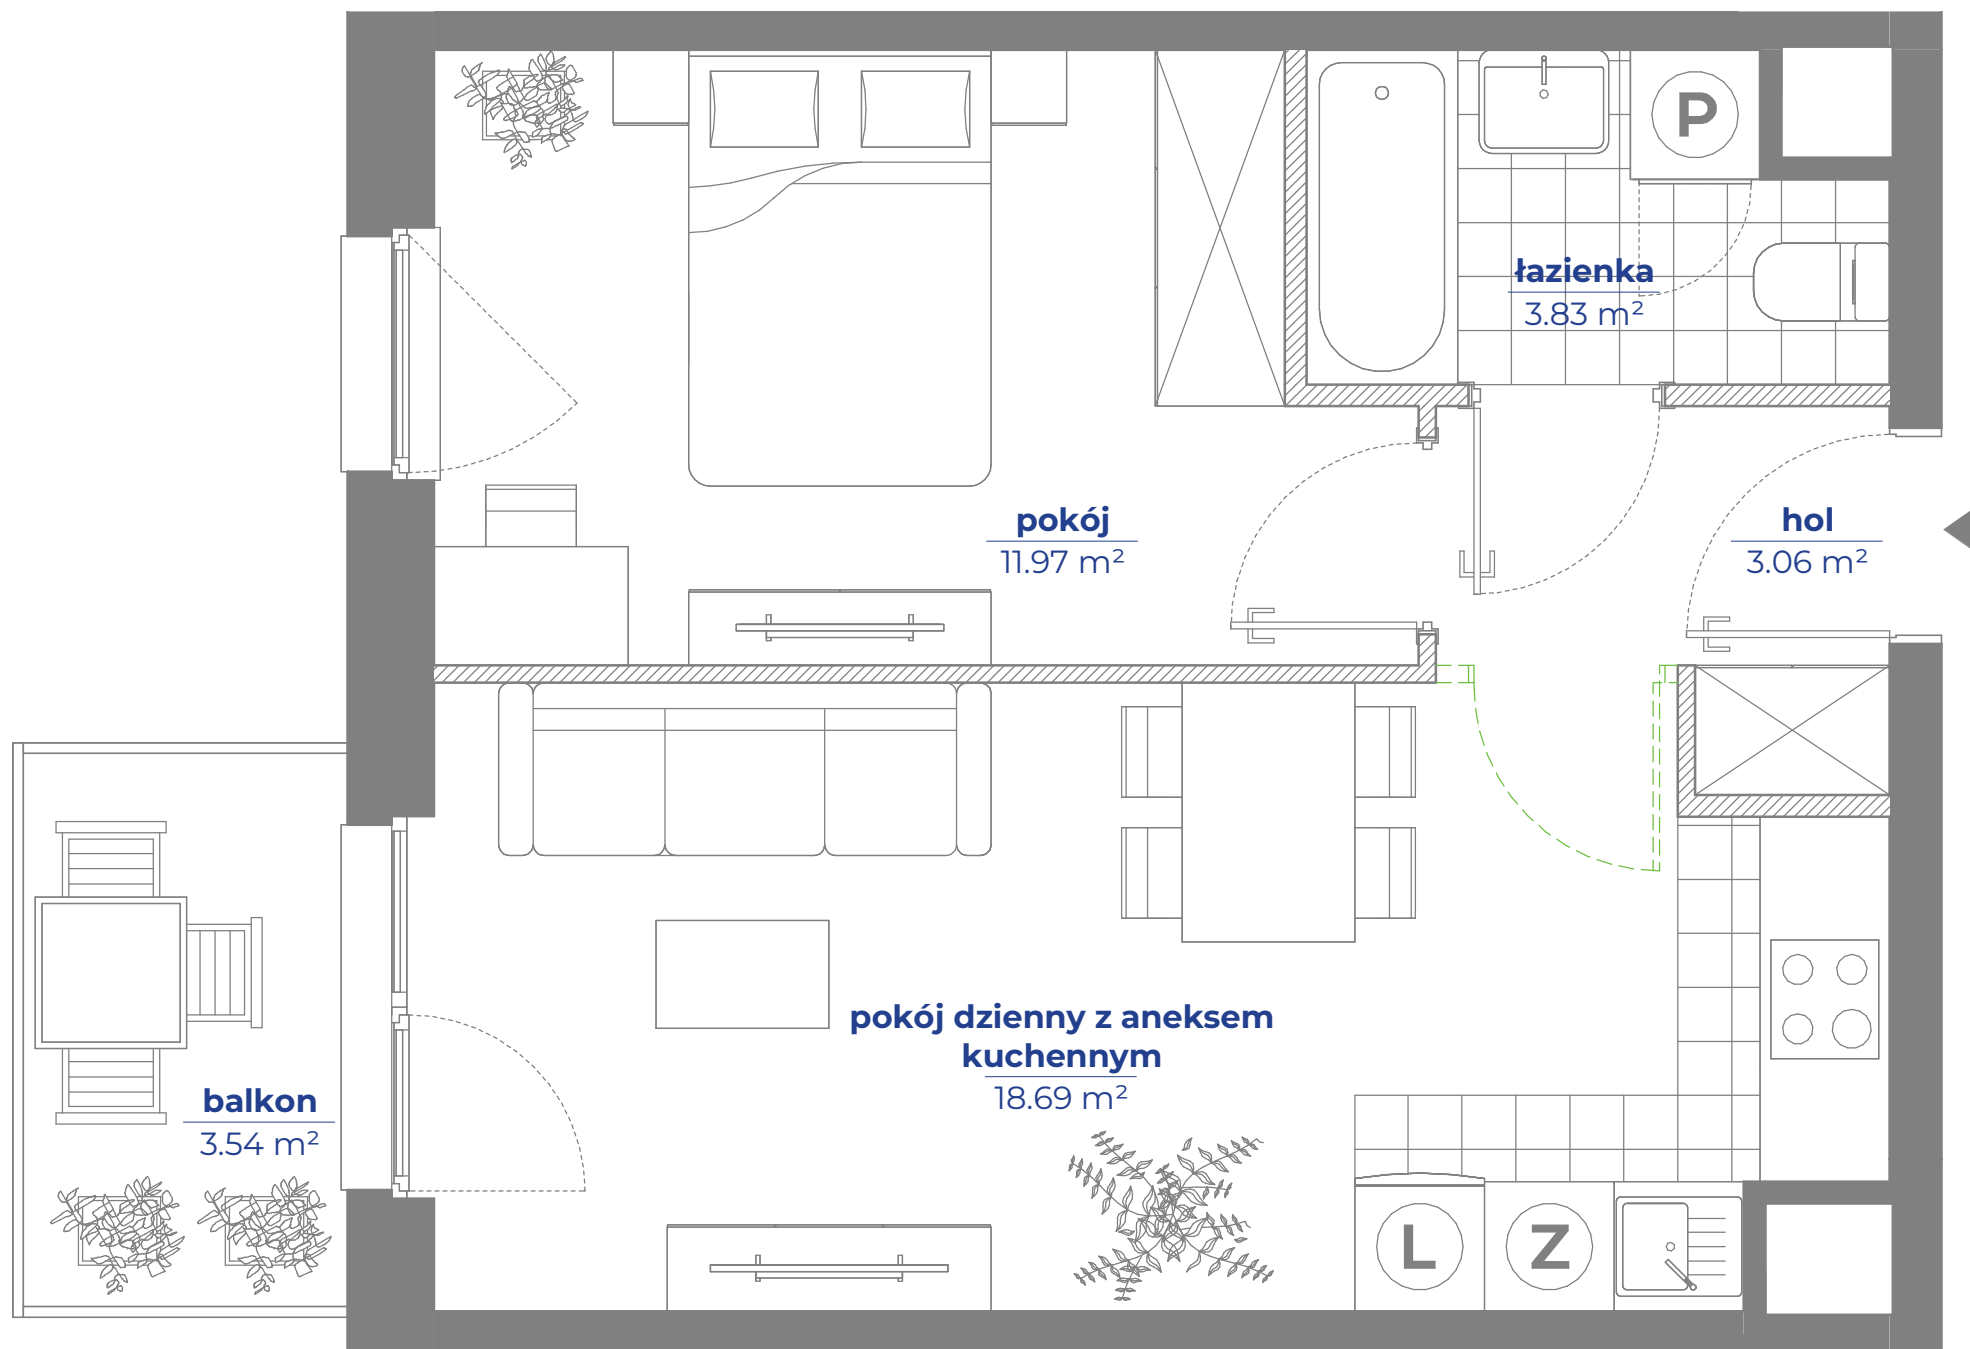 P
łazienka
3.83 m²
pokój
11.97 m²
hol
3.06 m²
pokój dzienny z aneksem
kuchennym
18.69 m²
balkon
3.54 m²
L
Z